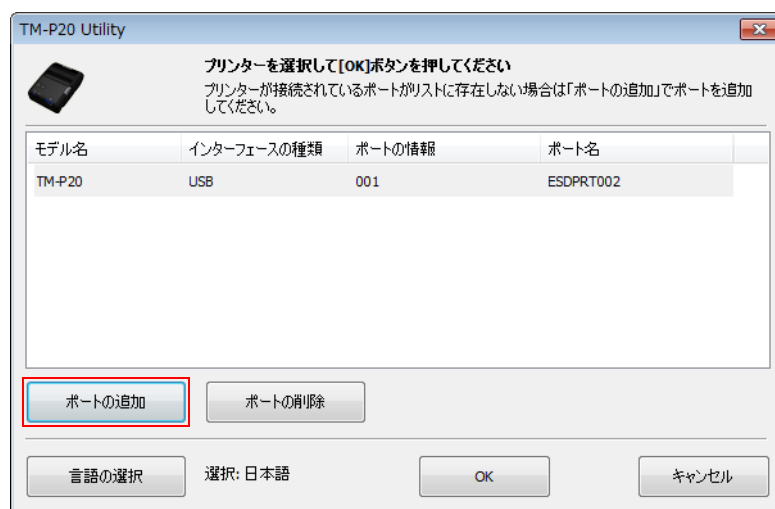 TM-P20 Utility
プリンターを選択して[OK]ボタンを押してください
プリンターが接続されているポートがリストに存在しない場合は「ポートの追加」でポートを追加
してください。
モデル名 インターフェースの種類 ポートの情報 ポート名
TM-P20 USB 001 ESDPRT002
ポートの追加 ポートの削除
言語の選択 選択: 日本語 OK キャンセル